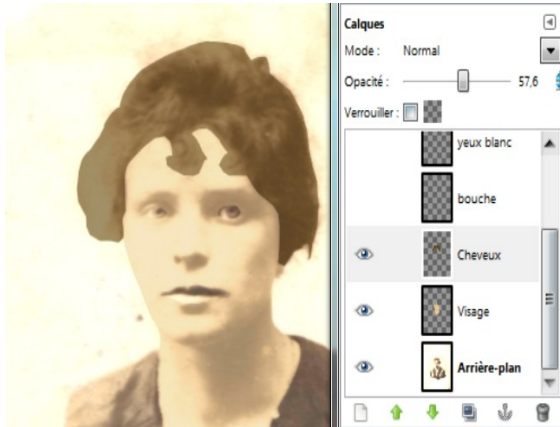 Calques
Mode : Normal
Opacité : 57,6
Verrouiller :
yeux blanc
bouche
Cheveux
Visage
Arrière-plan